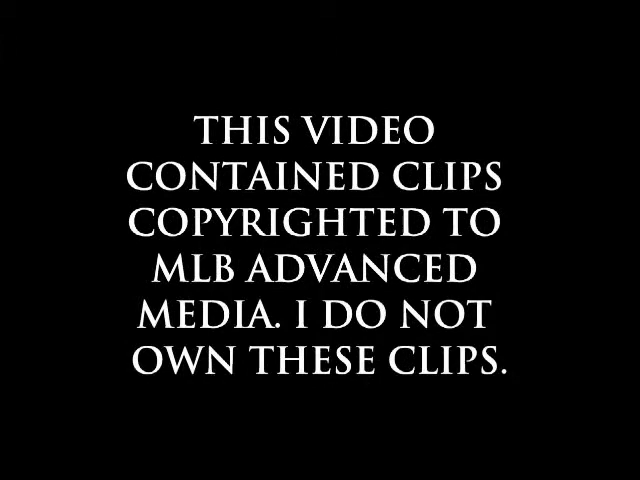 THIS VIDEO
CONTAINED CLIPS
COPYRIGHTED TO
MLB ADVANCED
MEDIA. I DO NOT
OWN THESE CLIPS.